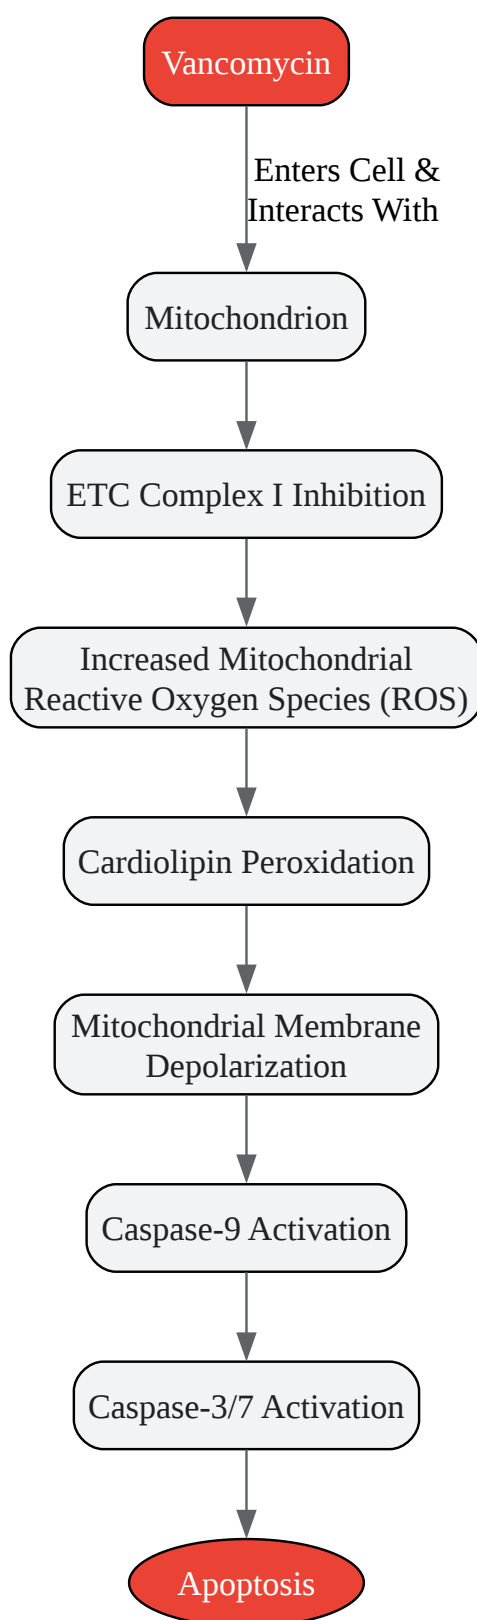 Vancomycin
Enters Cell &
Interacts With
Mitochondrion
ETC Complex I Inhibition
Increased Mitochondrial
Reactive Oxygen Species (ROS)
Cardiolipin Peroxidation
Mitochondrial Membrane
Depolarization
Caspase-9 Activation
Caspase-3/7 Activation
Apoptosis